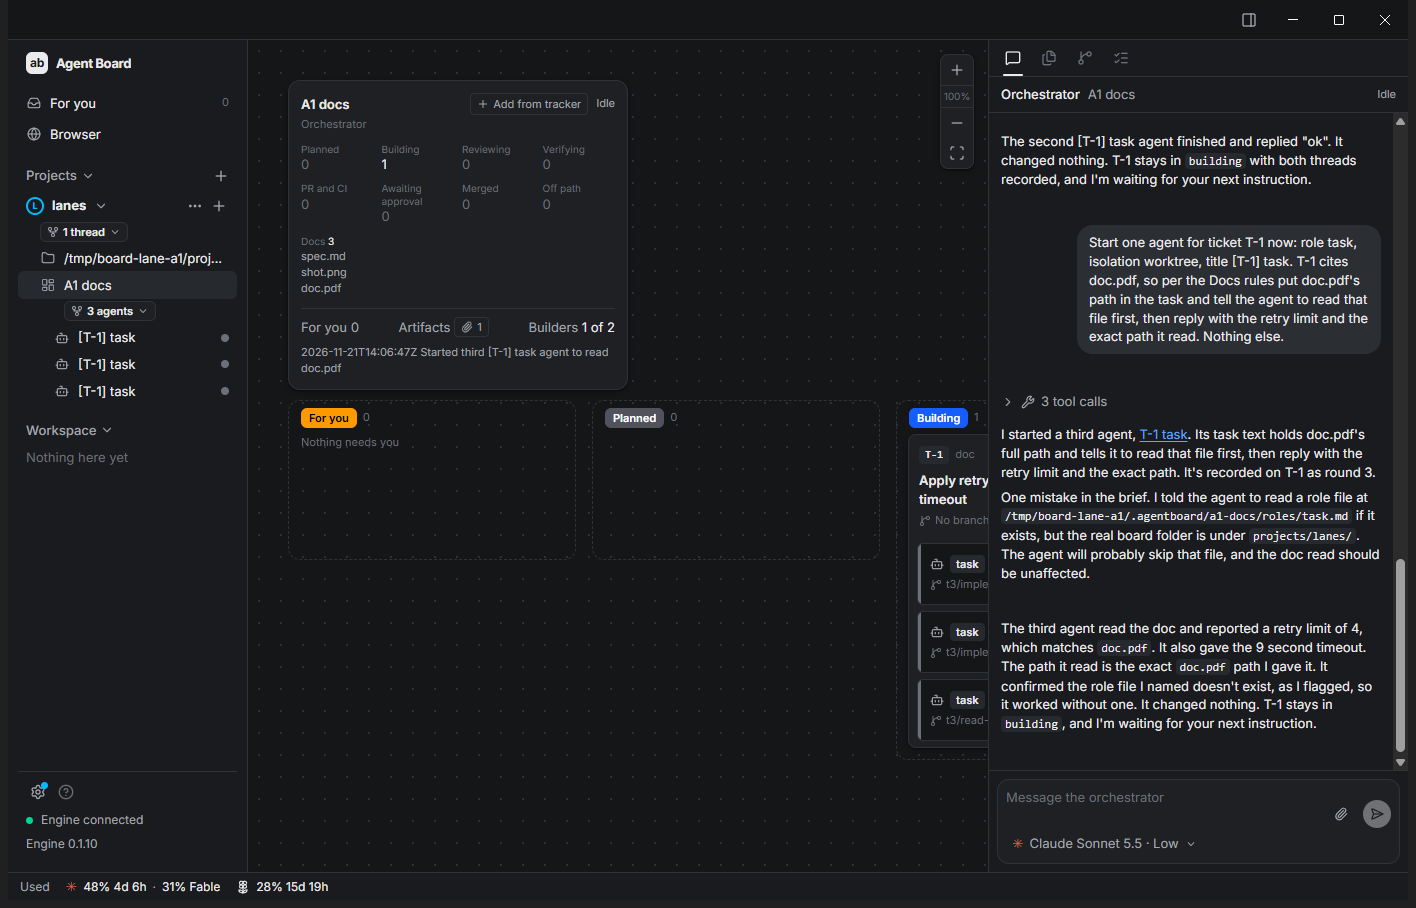 ab Agent Board
For you 0
Browser
Projects
L lanes
1 thread
/tmp/board-lane-a1/proj...
A1 docs
3 agents
[T-1] task
[T-1] task
[T-1] task
Workspace
Nothing here yet
Engine connected
Engine 0.1.10
A1 docs
Add from tracker
Idle
Orchestrator
Planned Building Reviewing Verifying
0 1 0 0
PR and CI Awaiting approval Merged Off path
0 0 0 0
Docs 3
spec.md
shot.png
doc.pdf
For you 0 Artifacts 1 Builders 1 of 2
2026-11-21T14:06:47Z Started third [T-1] task agent to read
doc.pdf
100%
For you 0
Nothing needs you
Planned 0
Building 1
T-1 doc
Apply retry
timeout
No branch
task
t3/imple
task
t3/imple
task
t3/read-
Orchestrator A1 docs Idle
The second [T-1] task agent finished and replied "ok". It
changed nothing. T-1 stays in building with both threads
recorded, and I'm waiting for your next instruction.
Start one agent for ticket T-1 now: role task,
isolation worktree, title [T-1] task. T-1 cites
doc.pdf, so per the Docs rules put doc.pdf's
path in the task and tell the agent to read that
file first, then reply with the retry limit and the
exact path it read. Nothing else.
3 tool calls
I started a third agent, T-1 task. Its task text holds doc.pdf's
full path and tells it to read that file first, then reply with the
retry limit and the exact path. It's recorded on T-1 as round 3.
One mistake in the brief. I told the agent to read a role file at
/tmp/board-lane-a1/.agentboard/a1-docs/roles/task.md if it
exists, but the real board folder is under projects/lanes/.
The agent will probably skip that file, and the doc read should
be unaffected.
The third agent read the doc and reported a retry limit of 4,
which matches doc.pdf. It also gave the 9 second timeout.
The path it read is the exact doc.pdf path I gave it. It
confirmed the role file I named doesn't exist, as I flagged, so
it worked without one. It changed nothing. T-1 stays in
building, and I'm waiting for your next instruction.
Message the orchestrator
Claude Sonnet 5.5 · Low
Used 48% 4d 6h · 31% Fable 28% 15d 19h